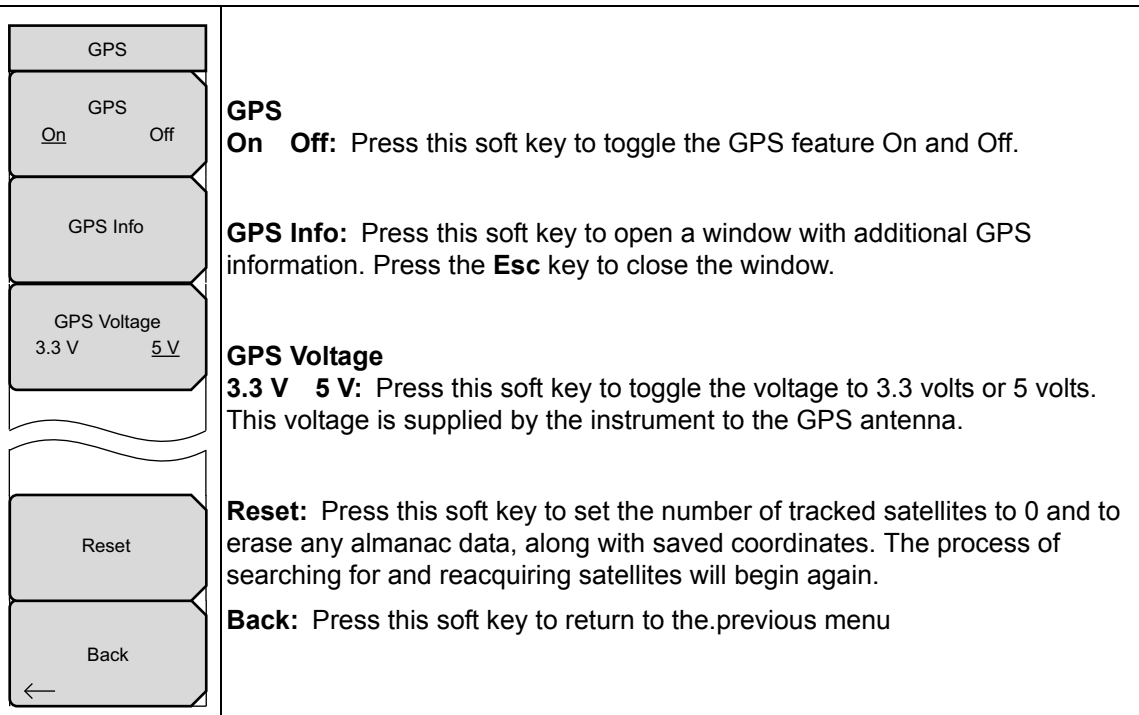 GPS
GPS
On Off
GPS Info
GPS Voltage
3.3 V 5 V
Reset
Back
GPS
On Off: Press this soft key to toggle the GPS feature On and Off.
GPS Info: Press this soft key to open a window with additional GPS
information. Press the Esc key to close the window.
GPS Voltage
3.3 V 5 V: Press this soft key to toggle the voltage to 3.3 volts or 5 volts.
This voltage is supplied by the instrument to the GPS antenna.
Reset: Press this soft key to set the number of tracked satellites to 0 and to
erase any almanac data, along with saved coordinates. The process of
searching for and reacquiring satellites will begin again.
Back: Press this soft key to return to the.previous menu